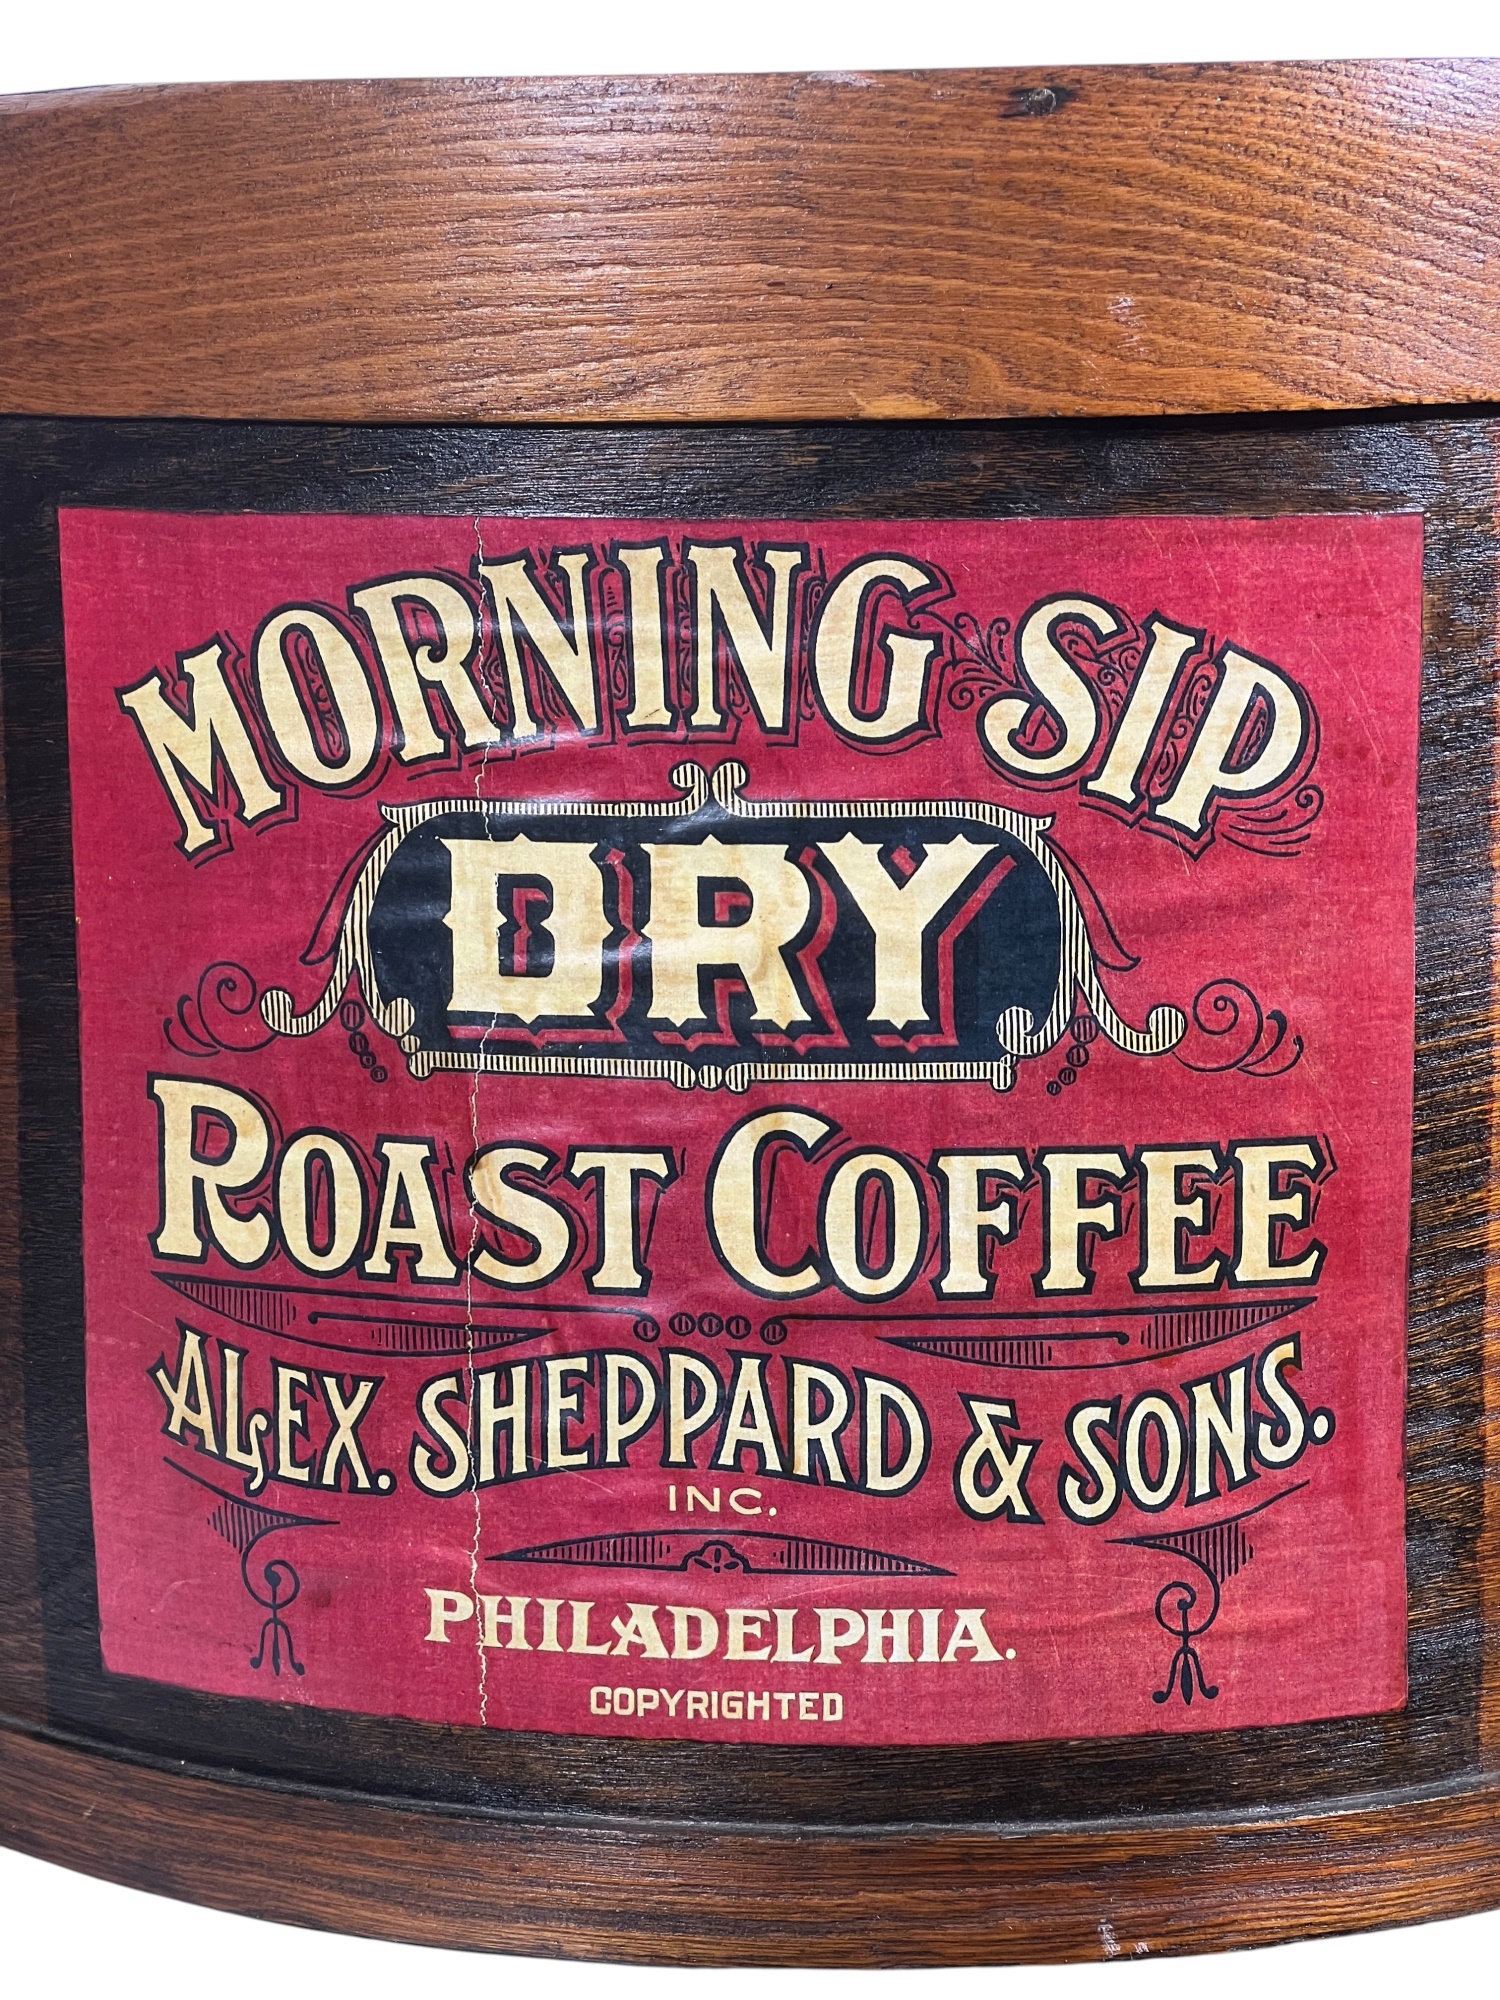 MORNING SIP
DRY
ROAST COFFEE
ALEX. SHEPPARD & SONS.
INC.
PHILADELPHIA.
COPYRIGHTED